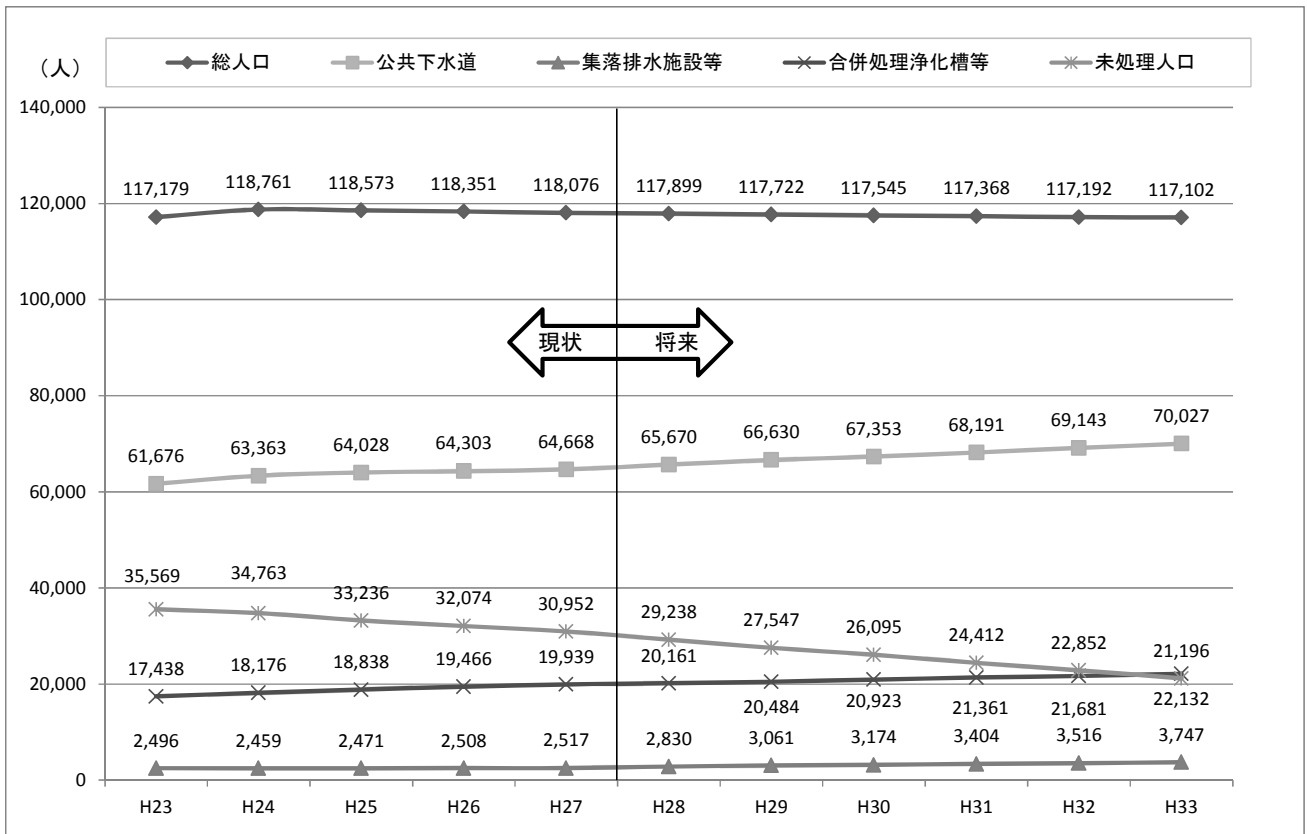 総人口 公共下水道 集落排水施設等 合併処理浄化槽等 未処理人口
（人）
140,000
120,000
100,000
80,000
60,000
40,000
20,000
0
117,179 118,761 118,573 118,351 118,076 117,899 117,722 117,545 117,368 117,192 117,102
現状 将来
61,676 63,363 64,028 64,303 64,668 65,670 66,630 67,353 68,191 69,143 70,027
35,569 34,763 33,236 32,074 30,952 29,238 27,547 26,095 24,412 22,852 21,196
17,438 18,176 18,838 19,466 19,939 20,161 20,484 20,923 21,361 21,681 22,132
2,496 2,459 2,471 2,508 2,517 2,830 3,061 3,174 3,404 3,516 3,747
H23 H24 H25 H26 H27 H28 H29 H30 H31 H32 H33